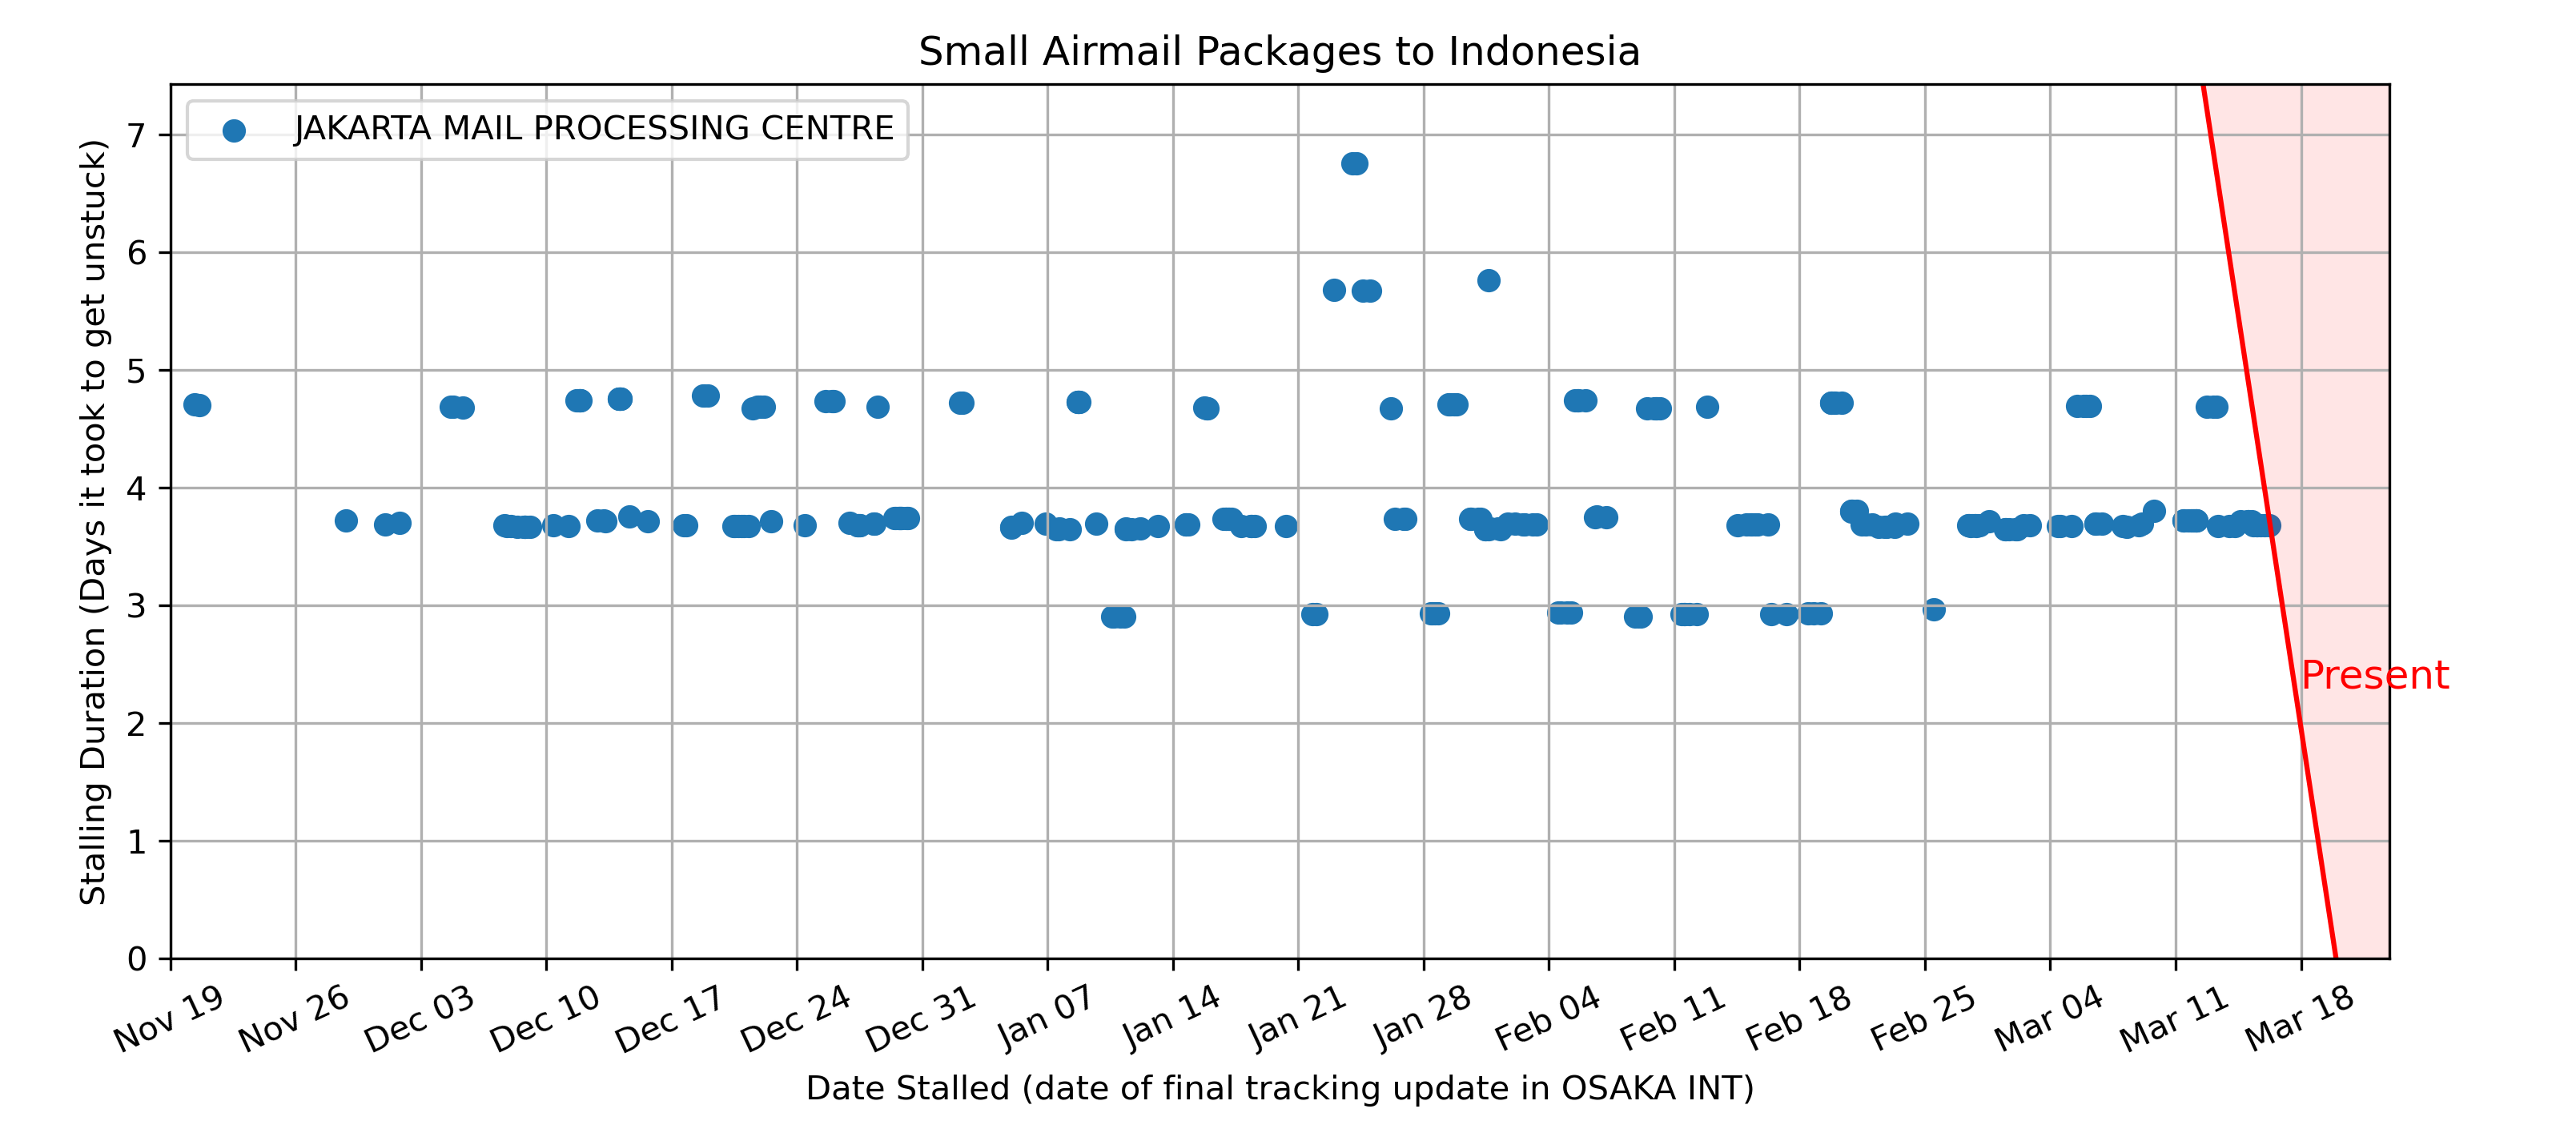 Small Airmail Packages to Indonesia
JAKARTA MAIL PROCESSING CENTRE
Stalling Duration (Days it took to get unstuck)
7
6
5
4
3
2
1
0
Present
Nov 19
Nov 26
Dec 03
Dec 10
Dec 17
Dec 24
Dec 31
Jan 07
Jan 14
Jan 21
Jan 28
Feb 04
Feb 11
Feb 18
Feb 25
Mar 04
Mar 11
Mar 18
Date Stalled (date of final tracking update in OSAKA INT)